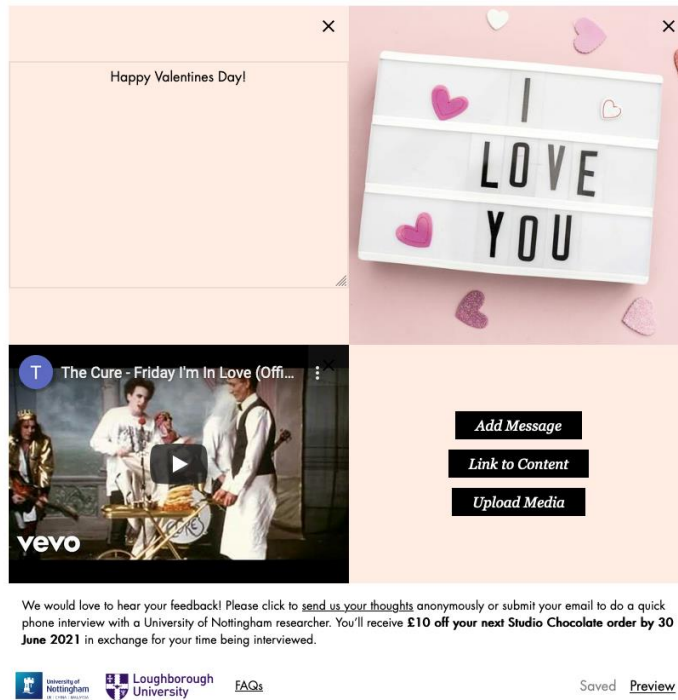 Happy Valentines Day!
I
LOVE
YOU
T
The Cure - Friday I'm In Love (Offi...
CURES
vevo
Add Message
Link to Content
Upload Media
We would love to hear your feedback! Please click to send us your thoughts anonymously or submit your email to do a quick
phone interview with a University of Nottingham researcher. You'll receive £10 off your next Studio Chocolate order by 30
June 2021 in exchange for your time being interviewed.
University of
Nottingham
UK | CHINA | MALAYSIA
Loughborough
University
FAQs
Saved
Preview